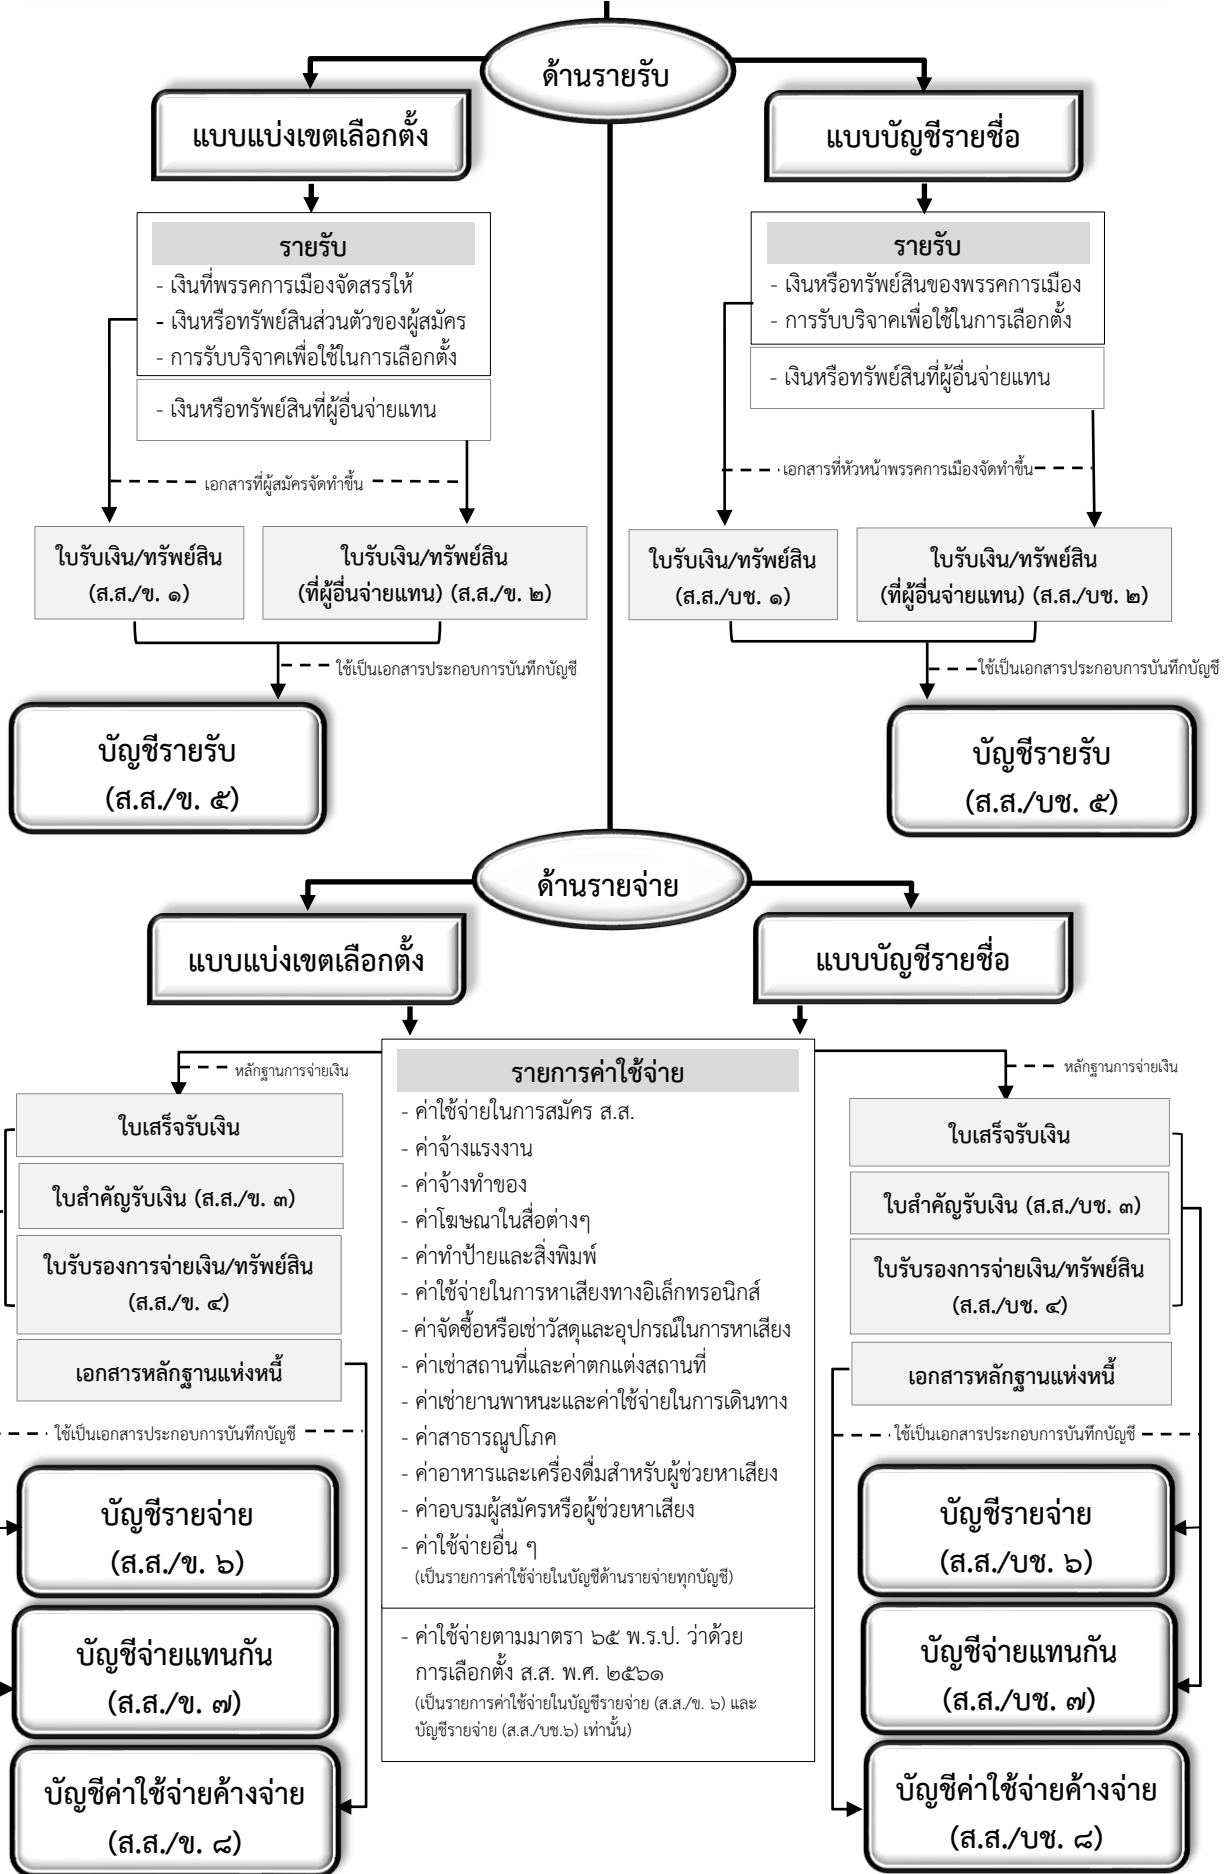 ด้านรายรับ
แบบแบ่งเขตเลือกตั้ง
รายรับ
- เงินที่พรรคการเมืองจัดสรรให้
- เงินหรือทรัพย์สินส่วนตัวของผู้สมัคร
- การรับบริจาคเพื่อใช้ในการเลือกตั้ง
- เงินหรือทรัพย์สินที่ผู้อื่นจ่ายแทน
เอกสารที่ผู้สมัครจัดทำขึ้น
ใบรับเงิน/ทรัพย์สิน
(ส.ส./ข. ๑)
ใบรับเงิน/ทรัพย์สิน
(ที่ผู้อื่นจ่ายแทน) (ส.ส./ข. ๒)
ใช้เป็นเอกสารประกอบการบันทึกบัญชี
บัญชีรายรับ
(ส.ส./ข. ๕)
แบบบัญชีรายชื่อ
รายรับ
- เงินหรือทรัพย์สินของพรรคการเมือง
- การรับบริจาคเพื่อใช้ในการเลือกตั้ง
- เงินหรือทรัพย์สินที่ผู้อื่นจ่ายแทน
เอกสารที่หัวหน้าพรรคการเมืองจัดทำขึ้น
ใบรับเงิน/ทรัพย์สิน
(ส.ส./บช. ๑)
ใบรับเงิน/ทรัพย์สิน
(ที่ผู้อื่นจ่ายแทน) (ส.ส./บช. ๒)
ใช้เป็นเอกสารประกอบการบันทึกบัญชี
บัญชีรายรับ
(ส.ส./บช. ๕)
ด้านรายจ่าย
แบบแบ่งเขตเลือกตั้ง
แบบบัญชีรายชื่อ
หลักฐานการจ่ายเงิน
ใบเสร็จรับเงิน
ใบสำคัญรับเงิน (ส.ส./ข. ๓)
ใบรับรองการจ่ายเงิน/ทรัพย์สิน
(ส.ส./ข. ๔)
เอกสารหลักฐานแห่งหนี้
ใช้เป็นเอกสารประกอบการบันทึกบัญชี
บัญชีรายจ่าย
(ส.ส./ข. ๖)
บัญชีจ่ายแทนกัน
(ส.ส./ข. ๗)
บัญชีค่าใช้จ่ายค้างจ่าย
(ส.ส./ข. ๘)
รายการค่าใช้จ่าย
- ค่าใช้จ่ายในการสมัคร ส.ส.
- ค่าจ้างแรงงาน
- ค่าจ้างทำของ
- ค่าโฆษณาในสื่อต่างๆ
- ค่าทำป้ายและสิ่งพิมพ์
- ค่าใช้จ่ายในการหาเสียงทางอิเล็กทรอนิกส์
- ค่าจัดซื้อหรือเช่าวัสดุและอุปกรณ์ในการหาเสียง
- ค่าเช่าสถานที่และค่าตกแต่งสถานที่
- ค่าเช่ายานพาหนะและค่าใช้จ่ายในการเดินทาง
- ค่าสาธารณูปโภค
- ค่าอาหารและเครื่องดื่มสำหรับผู้ช่วยหาเสียง
- ค่าอบรมผู้สมัครหรือผู้ช่วยหาเสียง
- ค่าใช้จ่ายอื่น ๆ
(เป็นรายการค่าใช้จ่ายในบัญชีด้านรายจ่ายทุกบัญชี)
- ค่าใช้จ่ายตามมาตรา ๖๕ พ.ร.ป. ว่าด้วย
การเลือกตั้ง ส.ส. พ.ศ. ๒๕๖๑
(เป็นรายการค่าใช้จ่ายในบัญชีรายจ่าย (ส.ส./ข. ๖) และ
บัญชีรายจ่าย (ส.ส./บช.๖) เท่านั้น)
หลักฐานการจ่ายเงิน
ใบเสร็จรับเงิน
ใบสำคัญรับเงิน (ส.ส./บช. ๓)
ใบรับรองการจ่ายเงิน/ทรัพย์สิน
(ส.ส./บช. ๔)
เอกสารหลักฐานแห่งหนี้
ใช้เป็นเอกสารประกอบการบันทึกบัญชี
บัญชีรายจ่าย
(ส.ส./บช. ๖)
บัญชีจ่ายแทนกัน
(ส.ส./บช. ๗)
บัญชีค่าใช้จ่ายค้างจ่าย
(ส.ส./บช. ๘)